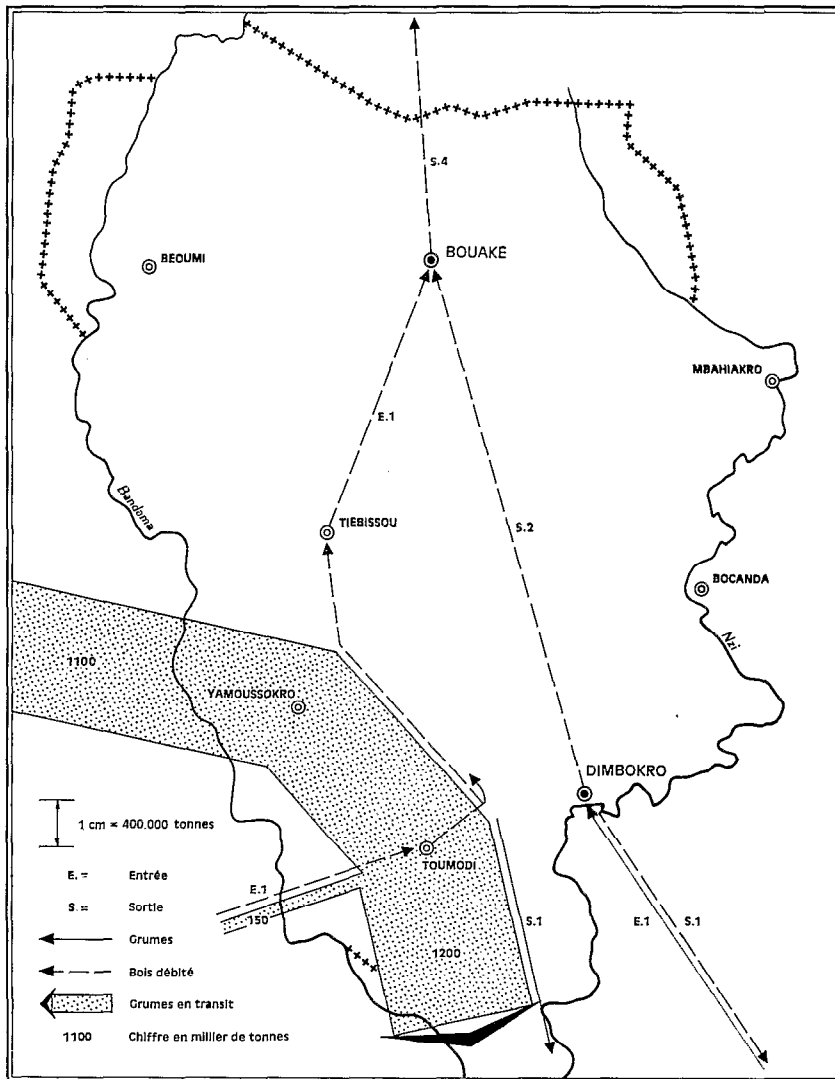 S.4
BEOUMI
BOUAKE
MBAHIAKRO
E.1
Bandama
TIEBISSOU
S.2
BOCANDA
Nzi
1100
YAMOUSSOKRO
DIMBOKRO
1 cm = 400.000 tonnes
TOUMODI
E. = Entrée
E.1
S. = Sortie
150
E.1
S.1
S.1
Grumes
1200
Bois débité
Grumes en transit
1100 Chiffre en millier de tonnes